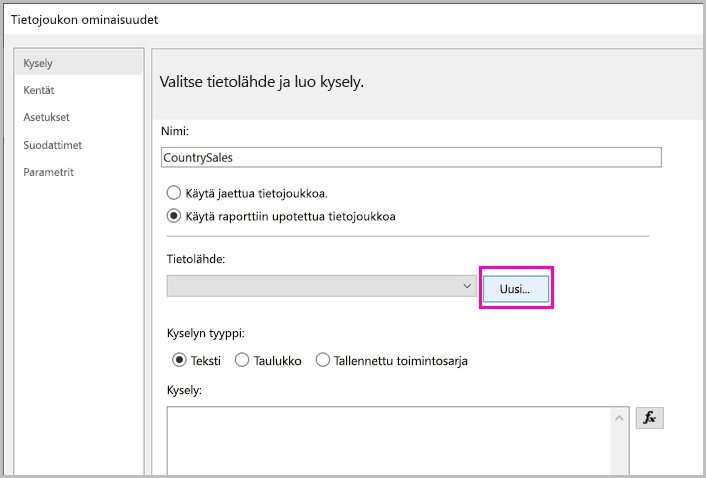 Tietojoukon ominaisuudet
Kysely
Kentät
Asetukset
Suodattimet
Parametrit
Valitse tietolähde ja luo kysely.
Nimi:
CountrySales
Käytä jaettua tietojoukkoa.
Käytä raporttiin upotettua tietojoukkoa
Tietolähde:
Uusi...
Kyselyn tyyppi:
Teksti Taulukko Tallennettu toimintosarja
Kysely:
fx